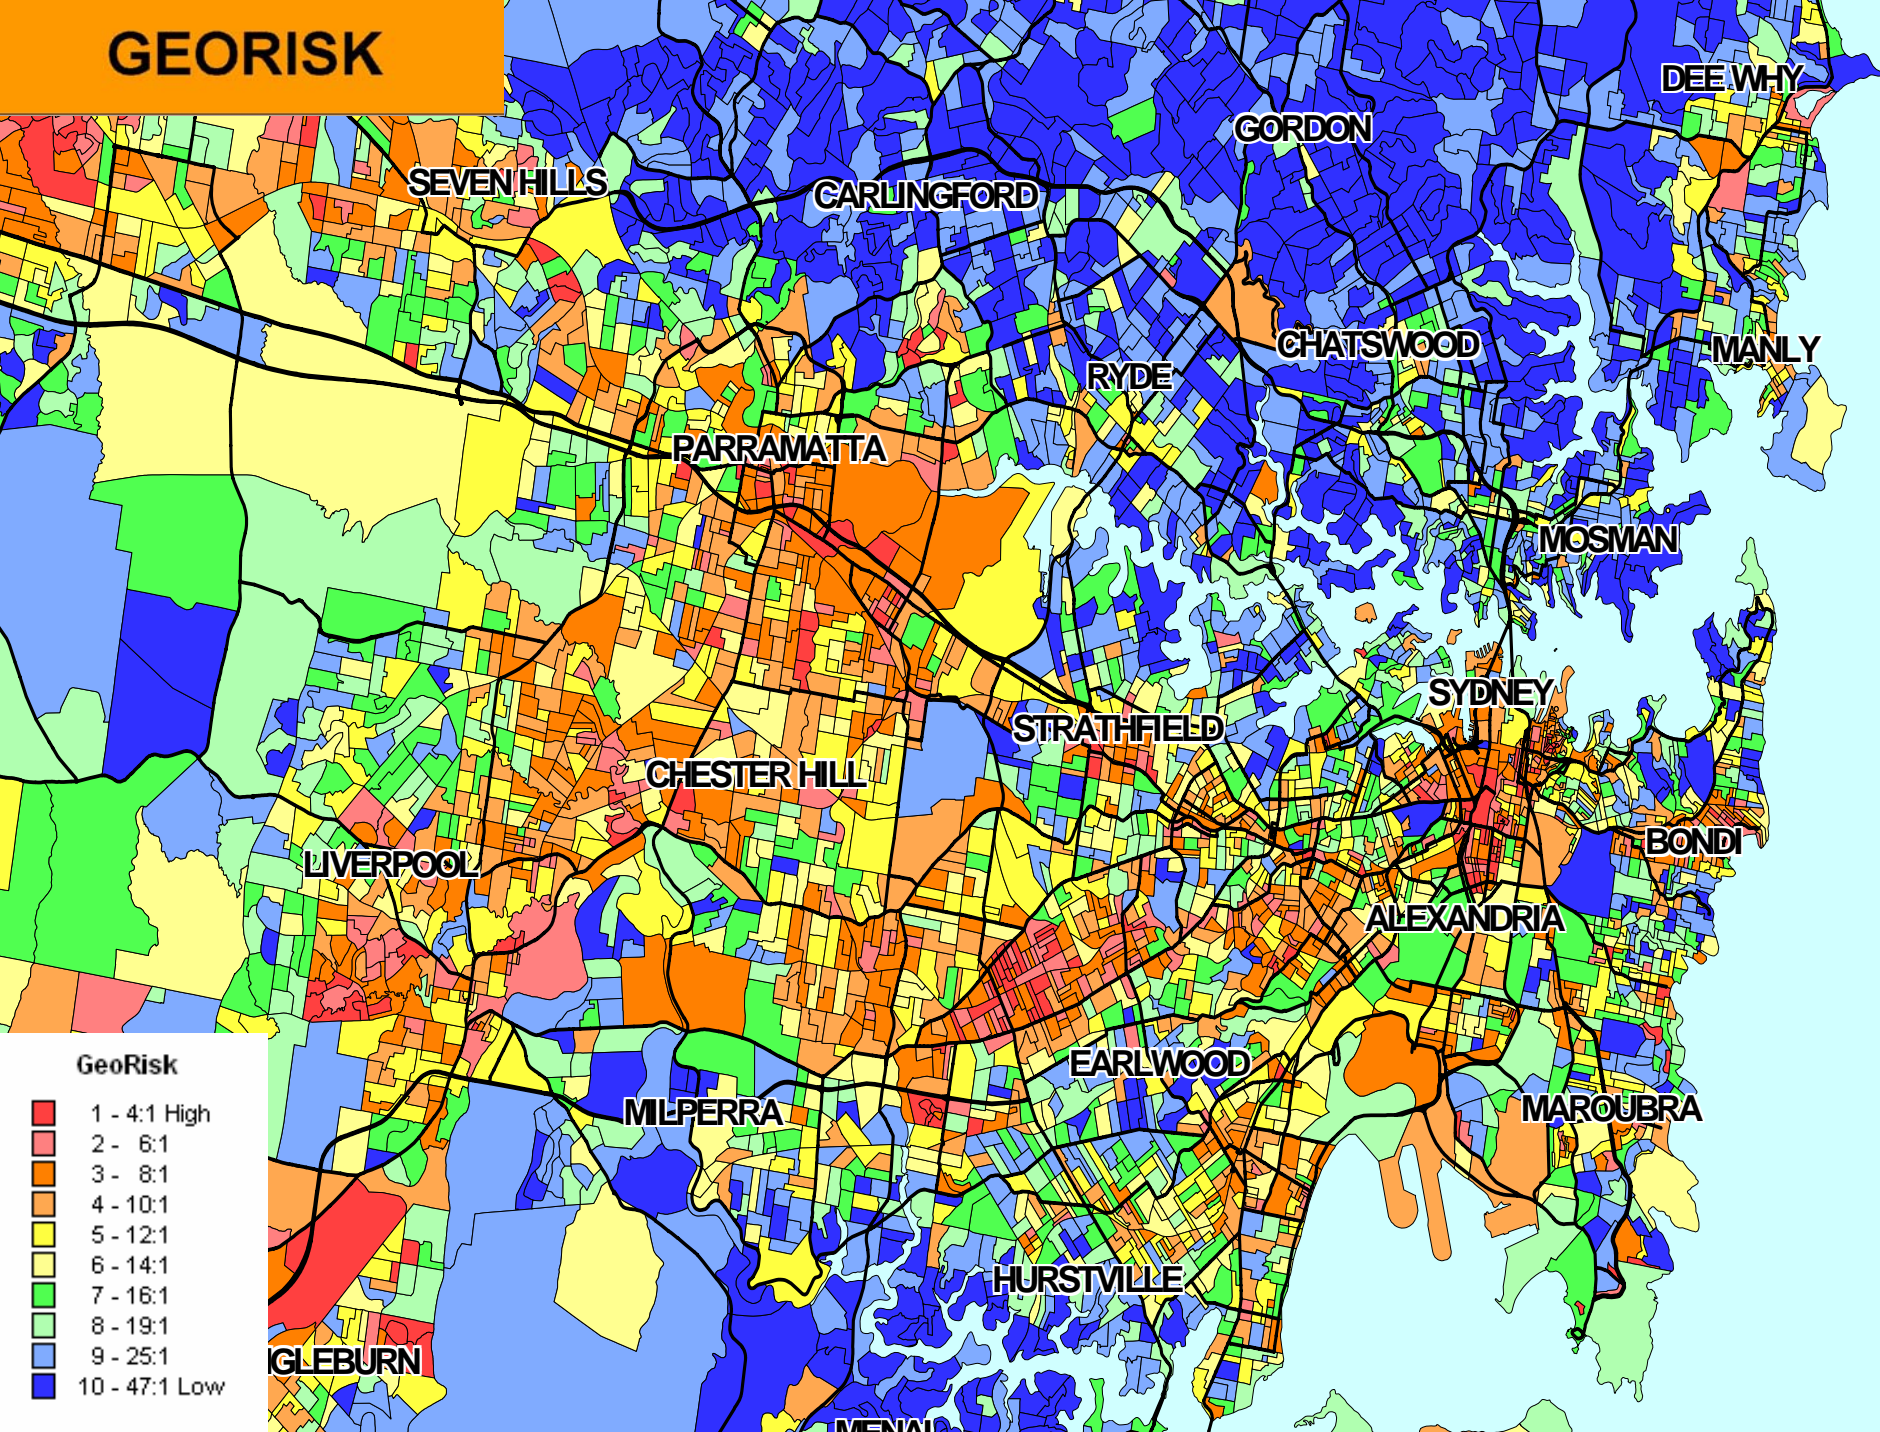 GEORISK
DEE WHY
GORDON
SEVEN HILLS
CARLINGFORD
CHATSWOOD
MANLY
RYDE
PARRAMATTA
MOSMAN
SYDNEY
STRATHFIELD
CHESTER HILL
BONDI
LIVERPOOL
ALEXANDRIA
EARLWOOD
MILPERRA
MAROUBRA
HURSTVILLE
IGLEBURN
MENAI
GeoRisk
1 - 4:1 High
2 - 6:1
3 - 8:1
4 - 10:1
5 - 12:1
6 - 14:1
7 - 16:1
8 - 19:1
9 - 25:1
10 - 47:1 Low